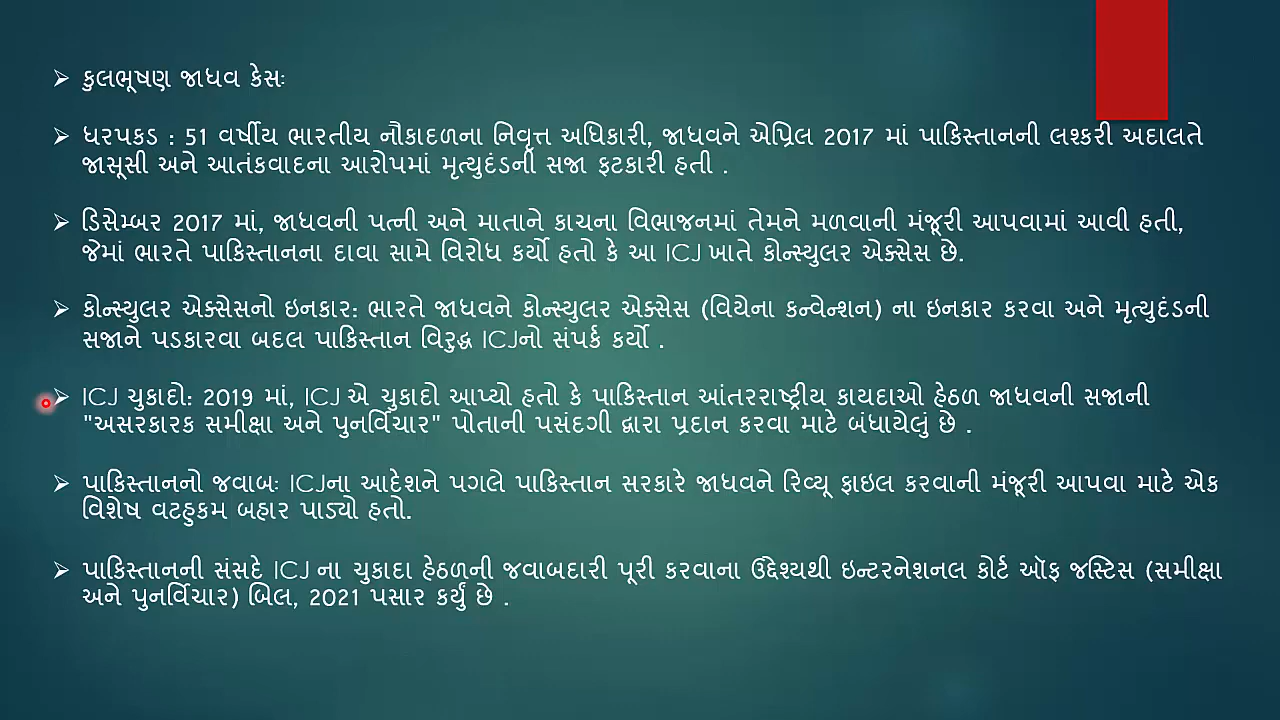 ➢ કુલભૂષણ જાધવ કેસઃ
➢ ધરપકડ : 51 વર્ષીય ભારતીય નૌકાદળના નિવૃત્ત અધિકારી, જાધવને એપ્રિલ 2017 માં પાકિસ્તાનની લશ્કરી અદાલતે
જાસૂસી અને આતંકવાદના આરોપમાં મૃત્યુદંડની સજા ફટકારી હતી .
➢ ડિસેમ્બર 2017 માં, જાધવની પત્ની અને માતાને કાચના વિભાજનમાં તેમને મળવાની મંજૂરી આપવામાં આવી હતી,
જેમાં ભારતે પાકિસ્તાનના દાવા સામે વિરોધ કર્યો હતો કે આ ICJ ખાતે કોન્સ્યુલર એક્સેસ છે.
➢ કોન્સ્યુલર એક્સેસનો ઇનકાર: ભારતે જાધવને કોન્સ્યુલર એક્સેસ (વિયેના કન્વેન્શન) ના ઇનકાર કરવા અને મૃત્યુદંડની
સજાને પડકારવા બદલ પાકિસ્તાન વિરુદ્ધ ICJનો સંપર્ક કર્યો .
➢ ICJ ચુકાદો: 2019 માં, ICJ એ ચુકાદો આપ્યો હતો કે પાકિસ્તાન આંતરરાષ્ટ્રીય કાયદાઓ હેઠળ જાધવની સજાની
"અસરકારક સમીક્ષા અને પુનર્વિચાર" પોતાની પસંદગી દ્વારા પ્રદાન કરવા માટે બંધાયેલું છે .
➢ પાકિસ્તાનનો જવાબઃ ICJના આદેશને પગલે પાકિસ્તાન સરકારે જાધવને રિવ્યૂ ફાઇલ કરવાની મંજૂરી આપવા માટે એક
વિશેષ વટહુકમ બહાર પાડ્યો હતો.
➢ પાકિસ્તાનની સંસદે ICJ ના ચુકાદા હેઠળની જવાબદારી પૂરી કરવાના ઉદ્દેશ્યથી ઇન્ટરનેશનલ કોર્ટ ઑફ જસ્ટિસ (સમીક્ષા
અને પુનર્વિચાર) બિલ, 2021 પસાર કર્યું છે .